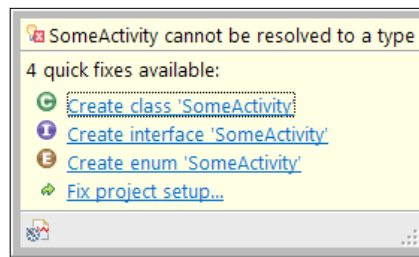 SomeActivity cannot be resolved to a type
4 quick fixes available:
C Create class 'SomeActivity'
I Create interface 'SomeActivity'
E Create enum 'SomeActivity'
Fix project setup...